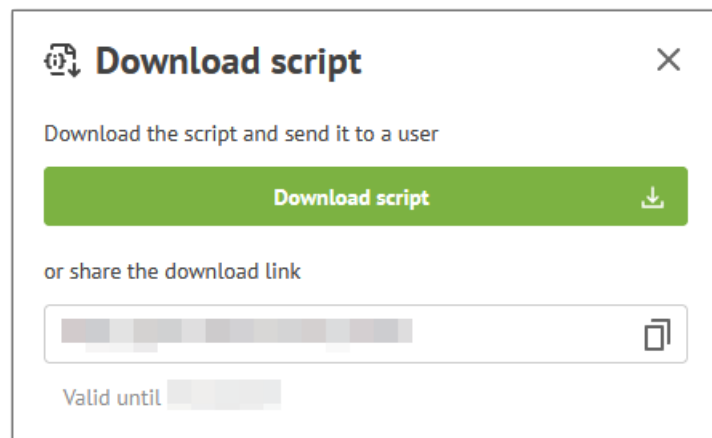 Download script
Download the script and send it to a user
Download script
or share the download link
Valid until